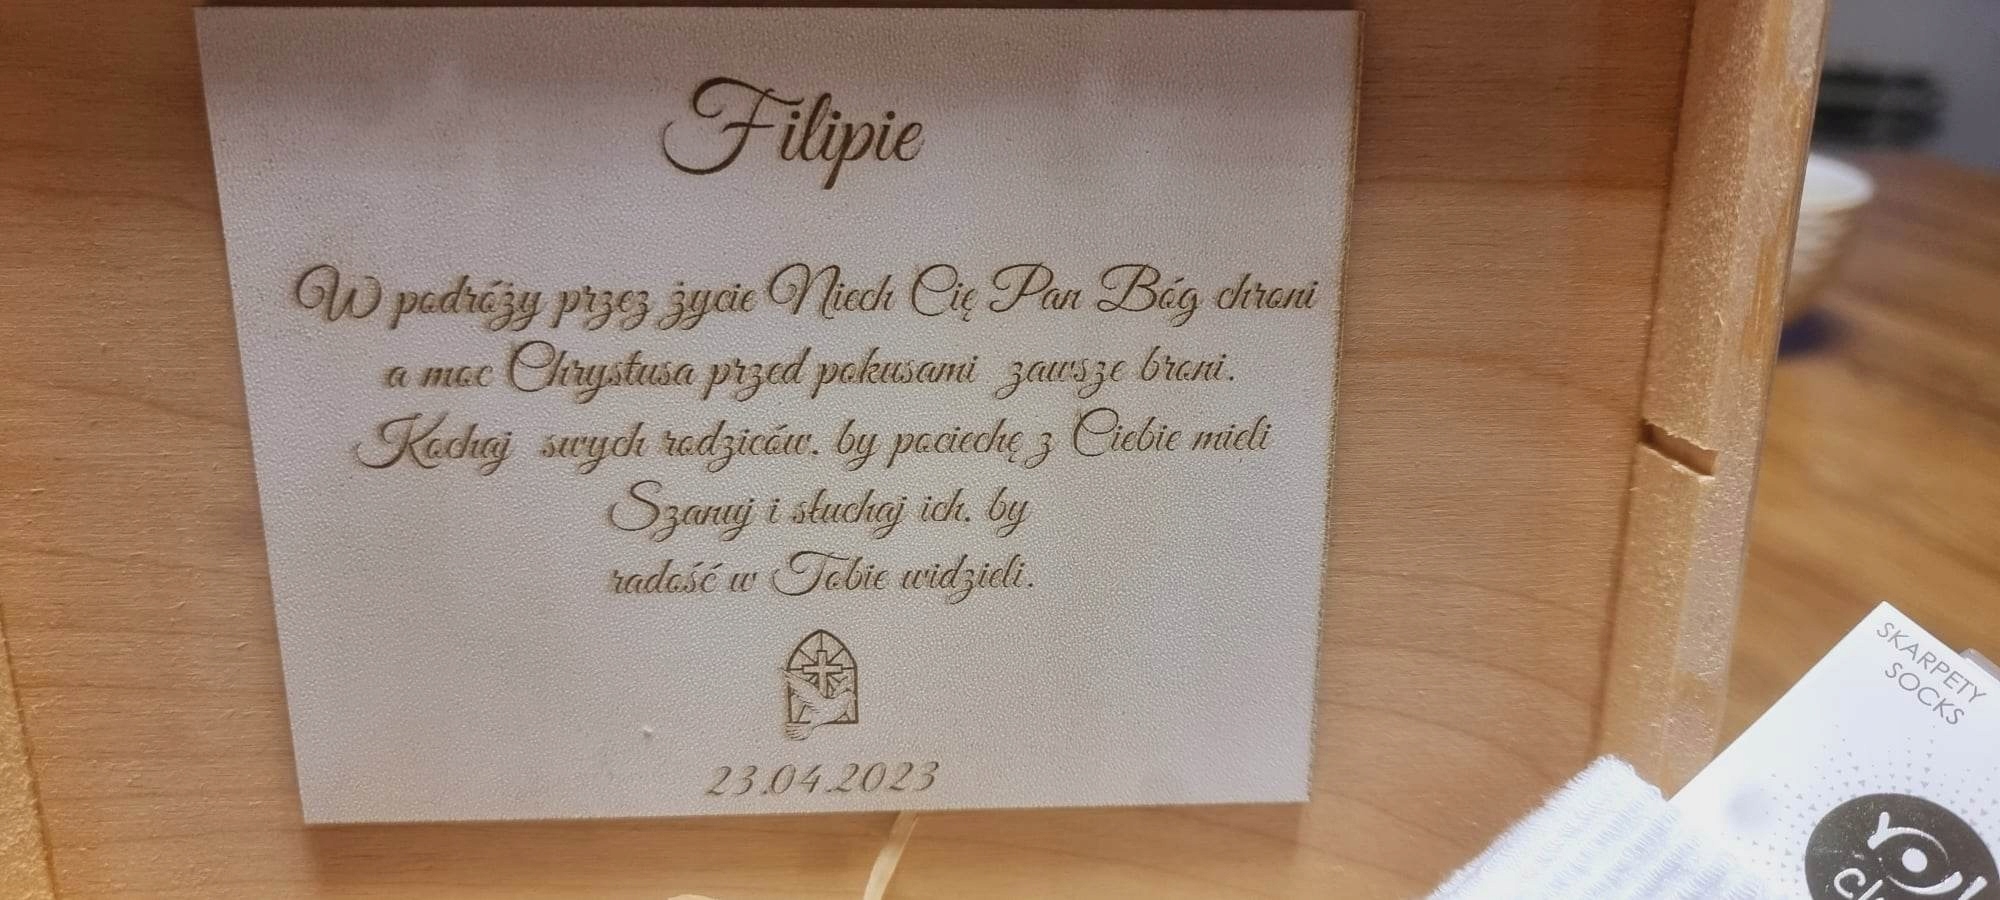 Filipie
W podróży przez życie Niech Cię Pan Bóg chroni
a moc Chrystusa przed pokusami zawsze broni.
Kochaj swych rodziców, by pociechę z Ciebie mieli
Szanuj i słuchaj ich, by
radość w Tobie widzieli.
23.04.2023
SKARPETY
SOCKS